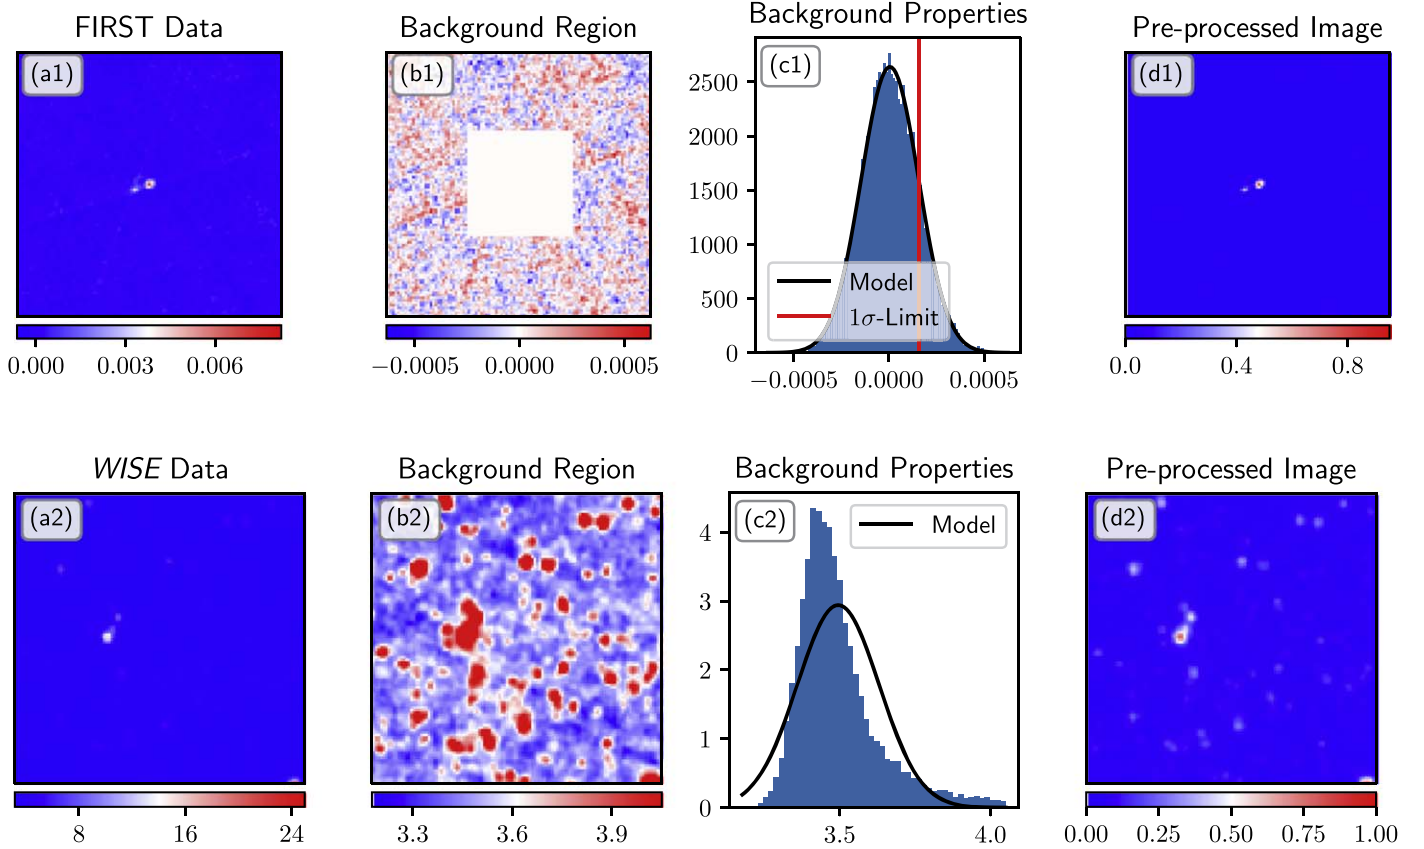 FIRST Data
Background Region
Background Properties
Pre-processed Image
(a1)
(b1)
(c1)
(d1)
2500
2000
1500
1000
500
0
Model
1σ-Limit
0.000 0.003 0.006
−0.0005 0.0000 0.0005
−0.0005 0.0000 0.0005
0.0 0.4 0.8
WISE Data
Background Region
Background Properties
Pre-processed Image
(a2)
(b2)
(c2)
(d2)
Model
4
3
2
1
0
8 16 24
3.3 3.6 3.9
3.5 4.0
0.00 0.25 0.50 0.75 1.00